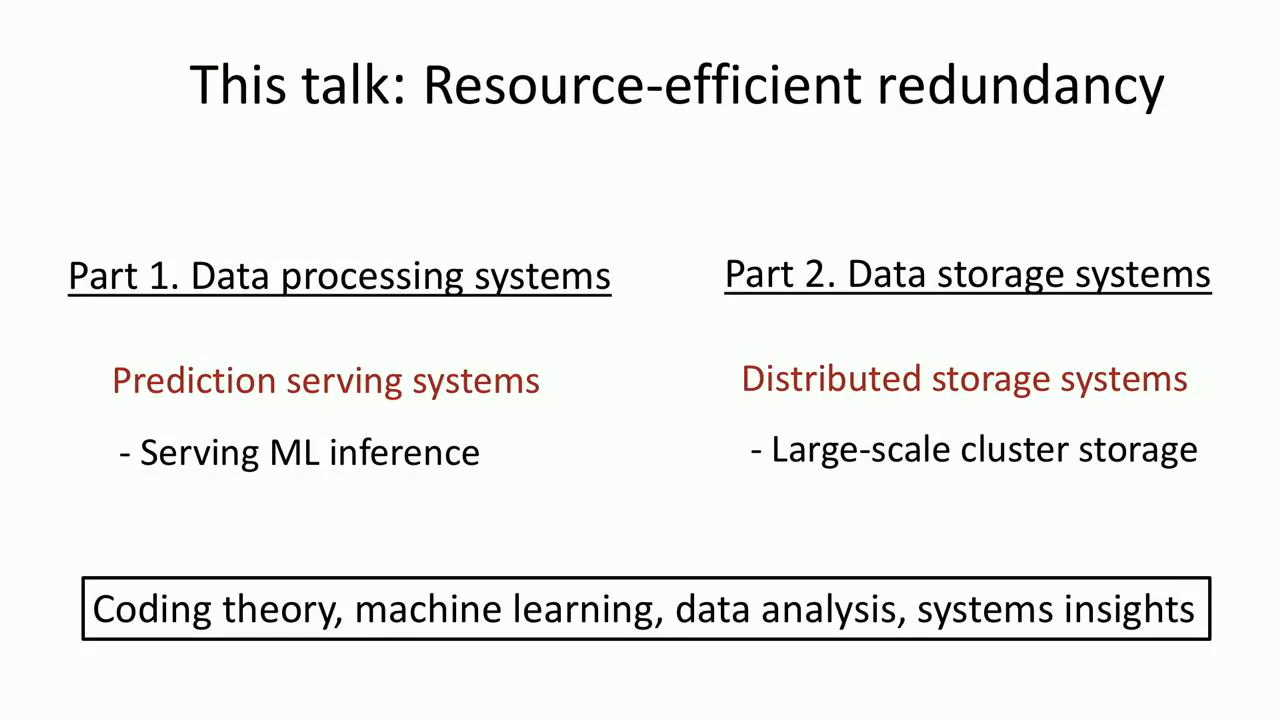 This talk: Resource-efficient redundancy
Part 1. Data processing systems
Prediction serving systems
- Serving ML inference
Part 2. Data storage systems
Distributed storage systems
- Large-scale cluster storage
Coding theory, machine learning, data analysis, systems insights